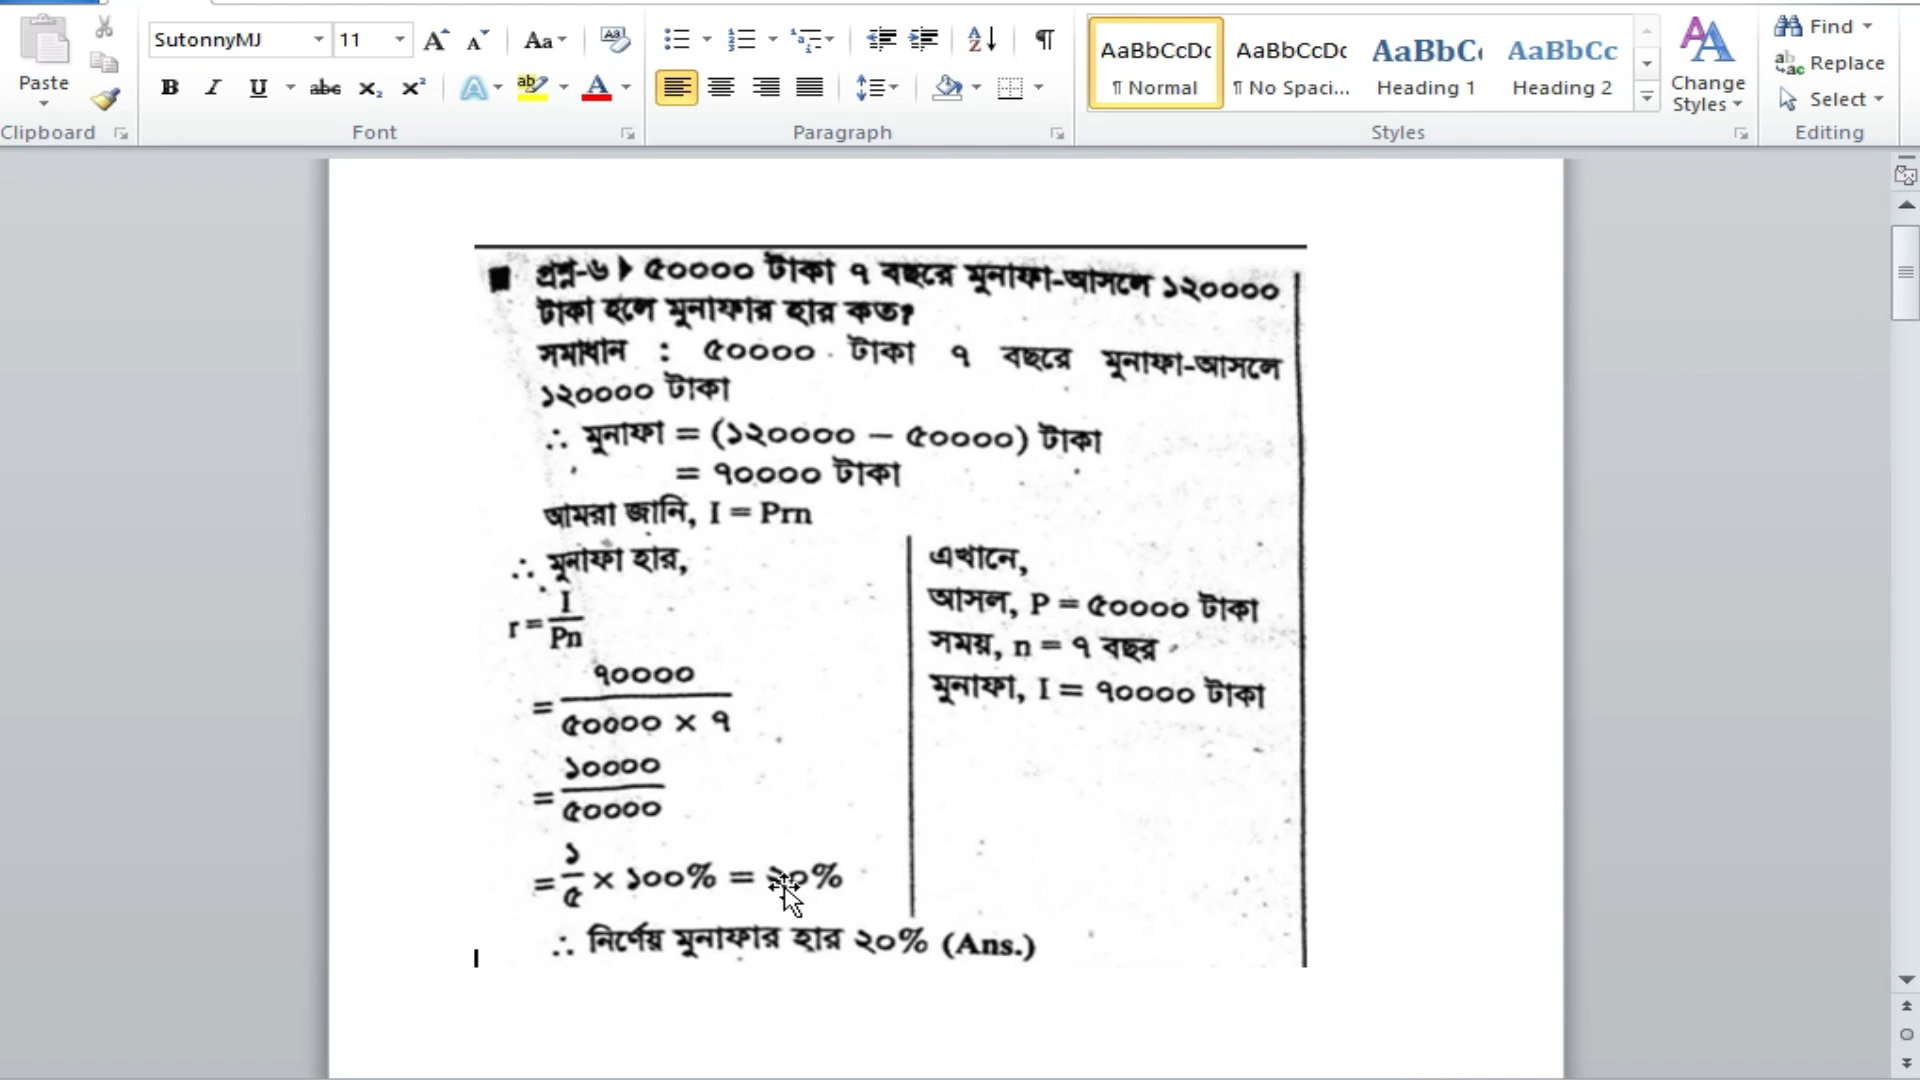 SutonnyMJ
11
A
A
Aa
Find
Paste
B I U abc x₂ x² A ab A
AaBbCcDc AaBbCcDc AaBbC AaBbCc
¶ Normal ¶ No Spaci... Heading 1 Heading 2
Change
Styles
Replace
Select
Clipboard Font Paragraph Styles Editing
■ প্রশ্ন-৬ ▶ ৫০০০০ টাকা ৭ বছরে মুনাফা-আসলে ১২০০০০
টাকা হলে মুনাফার হার কত?
সমাধান : ৫০০০০ টাকা ৭ বছরে মুনাফা-আসলে
১২০০০০ টাকা
∴ মুনাফা = (১২০০০০ − ৫০০০০) টাকা
= ৭০০০০ টাকা
আমরা জানি, I = Prn
∴ মুনাফা হার,
r = I/Pn
= ৭০০০০/৫০০০০ × ৭
= ১০০০০/৫০০০০
= ১/৫ × ১০০% = ২০%
এখানে,
আসল, P = ৫০০০০ টাকা
সময়, n = ৭ বছর
মুনাফা, I = ৭০০০০ টাকা
∴ নির্ণেয় মুনাফার হার ২০% (Ans.)